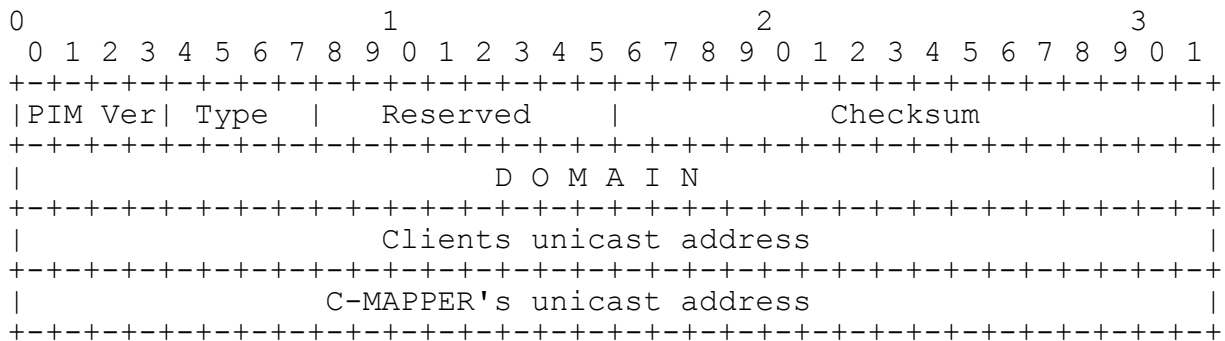 0                   1                   2                   3
 0 1 2 3 4 5 6 7 8 9 0 1 2 3 4 5 6 7 8 9 0 1 2 3 4 5 6 7 8 9 0 1
+-+-+-+-+-+-+-+-+-+-+-+-+-+-+-+-+-+-+-+-+-+-+-+-+-+-+-+-+-+-+-+-+
|PIM Ver| Type  |   Reserved    |           Checksum            |
+-+-+-+-+-+-+-+-+-+-+-+-+-+-+-+-+-+-+-+-+-+-+-+-+-+-+-+-+-+-+-+-+
|                         D O M A I N                           |
+-+-+-+-+-+-+-+-+-+-+-+-+-+-+-+-+-+-+-+-+-+-+-+-+-+-+-+-+-+-+-+-+
|                   Clients unicast address                     |
+-+-+-+-+-+-+-+-+-+-+-+-+-+-+-+-+-+-+-+-+-+-+-+-+-+-+-+-+-+-+-+-+
|                C-MAPPER's unicast address                     |
+-+-+-+-+-+-+-+-+-+-+-+-+-+-+-+-+-+-+-+-+-+-+-+-+-+-+-+-+-+-+-+-+